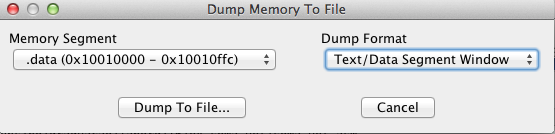 Dump Memory To File
Memory Segment
Dump Format
.data (0x10010000 - 0x10010ffc)
Text/Data Segment Window
Dump To File...
Cancel